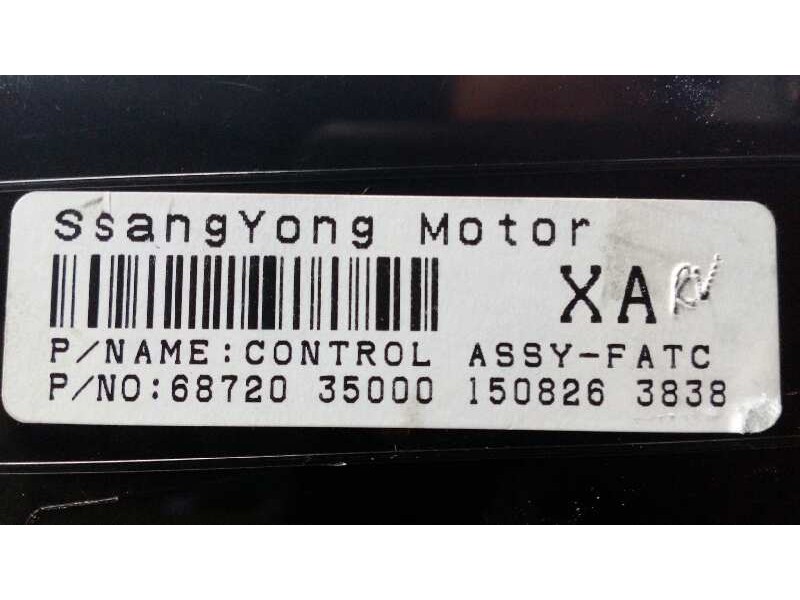 SsangYong Motor
XA
P/NAME:CONTROL ASSY-FATC
P/NO:68720 35000 150826 3838